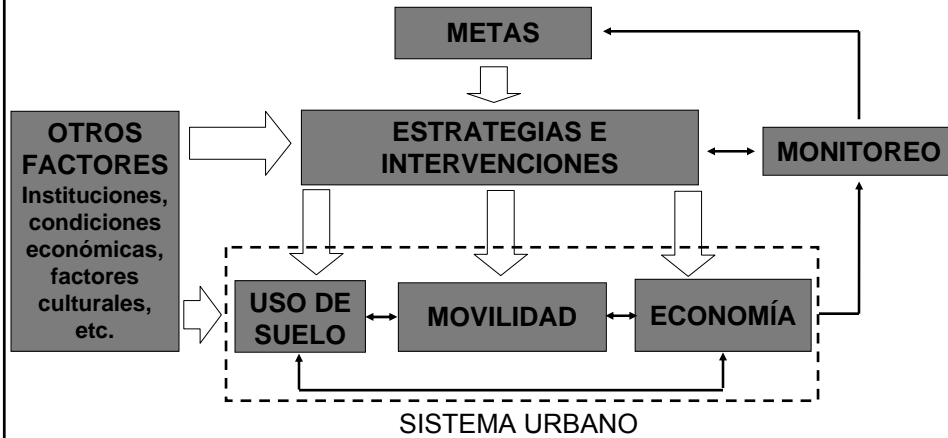 METAS
OTROS
FACTORES
Instituciones,
condiciones
económicas,
factores
culturales,
etc.
ESTRATEGIAS E
INTERVENCIONES
MONITOREO
USO DE
SUELO
MOVILIDAD
ECONOMÍA
SISTEMA URBANO